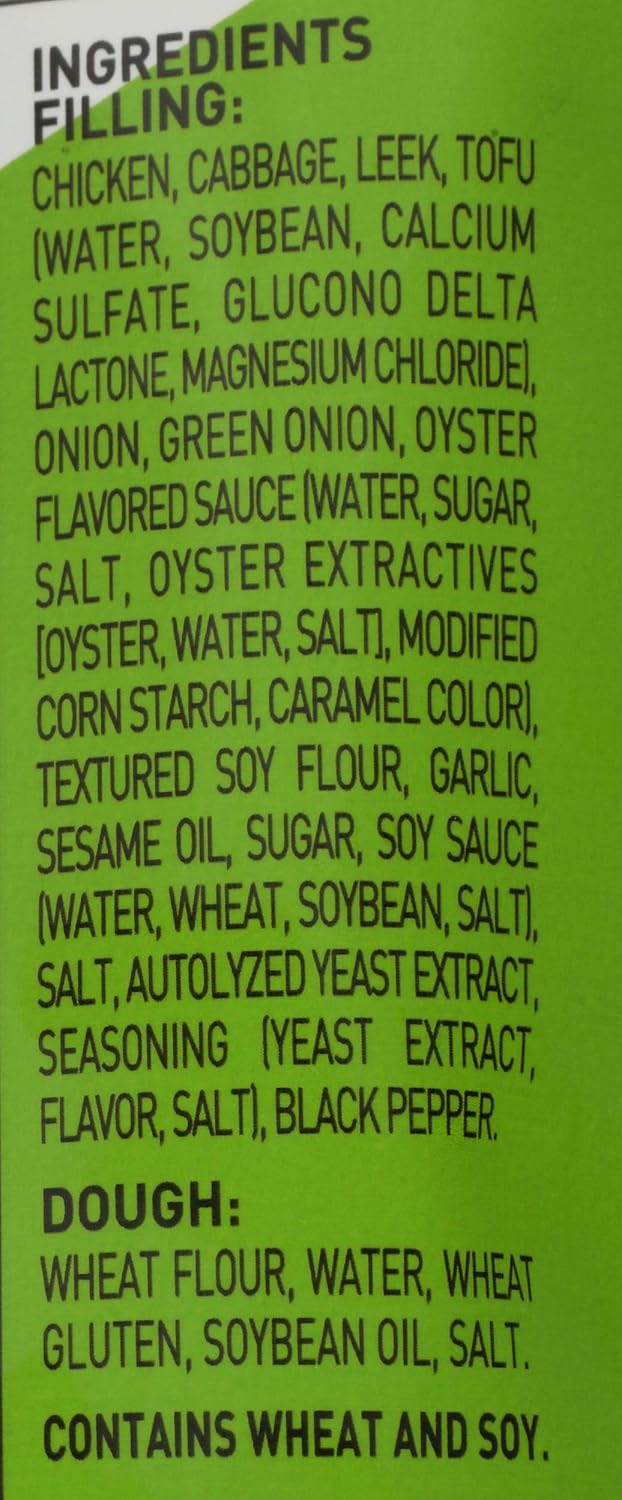 INGREDIENTS
FILLING:
CHICKEN, CABBAGE, LEEK, TOFU
(WATER, SOYBEAN, CALCIUM
SULFATE, GLUCONO DELTA
LACTONE, MAGNESIUM CHLORIDE),
ONION, GREEN ONION, OYSTER
FLAVORED SAUCE (WATER, SUGAR,
SALT, OYSTER EXTRACTIVES
[OYSTER, WATER, SALT], MODIFIED
CORN STARCH, CARAMEL COLOR),
TEXTURED SOY FLOUR, GARLIC,
SESAME OIL, SUGAR, SOY SAUCE
(WATER, WHEAT, SOYBEAN, SALT),
SALT, AUTOLYZED YEAST EXTRACT,
SEASONING (YEAST EXTRACT,
FLAVOR, SALT), BLACK PEPPER.
DOUGH:
WHEAT FLOUR, WATER, WHEAT
GLUTEN, SOYBEAN OIL, SALT.
CONTAINS WHEAT AND SOY.